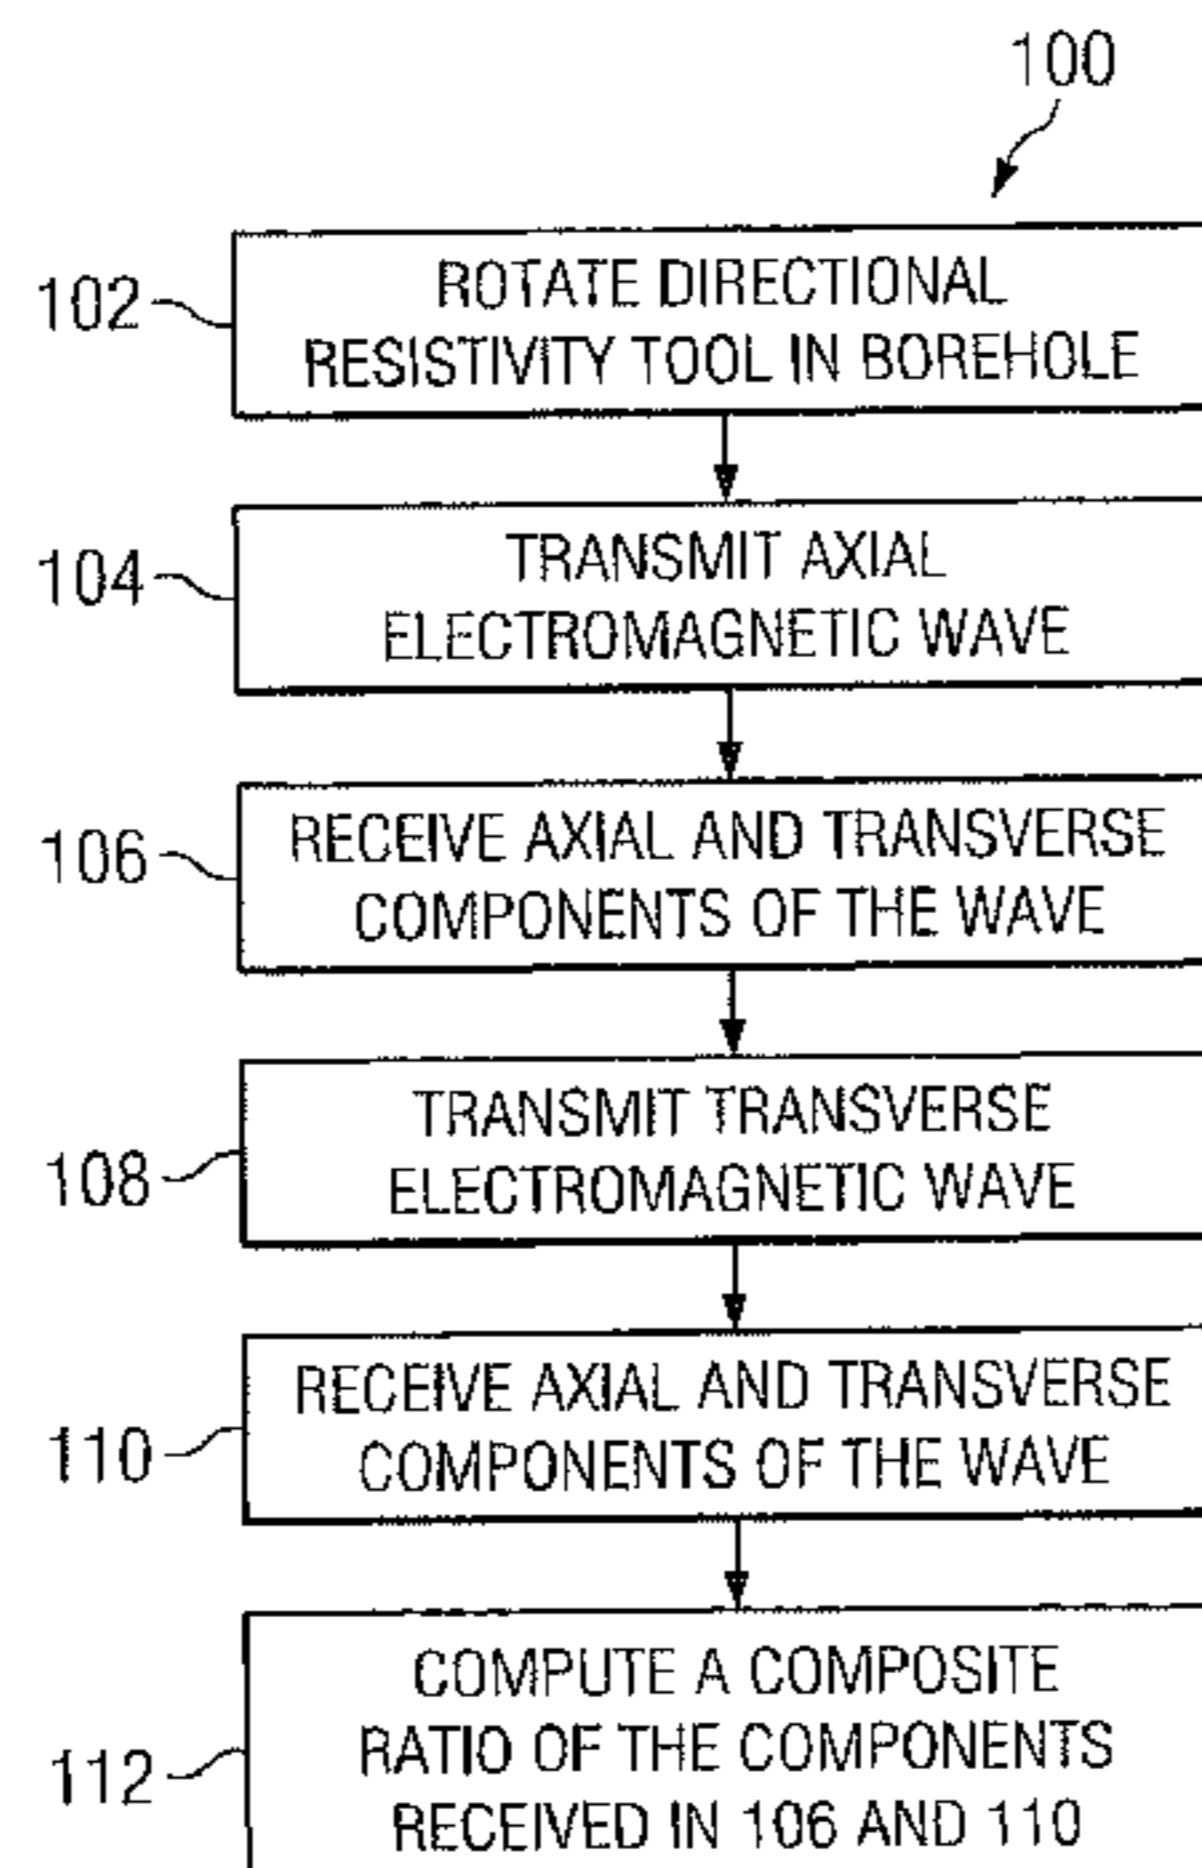 100
102
ROTATE DIRECTIONAL
RESISTIVITY TOOL IN BOREHOLE
104
TRANSMIT AXIAL
ELECTROMAGNETIC WAVE
106
RECEIVE AXIAL AND TRANSVERSE
COMPONENTS OF THE WAVE
108
TRANSMIT TRANSVERSE
ELECTROMAGNETIC WAVE
110
RECEIVE AXIAL AND TRANSVERSE
COMPONENTS OF THE WAVE
112
COMPUTE A COMPOSITE
RATIO OF THE COMPONENTS
RECEIVED IN 106 AND 110